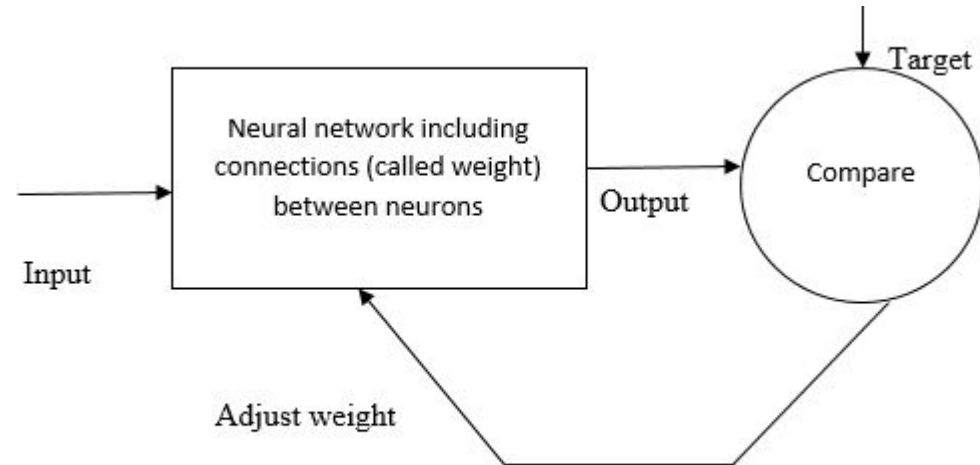 Target
Neural network including
connections (called weight)
between neurons
Compare
Output
Input
Adjust weight